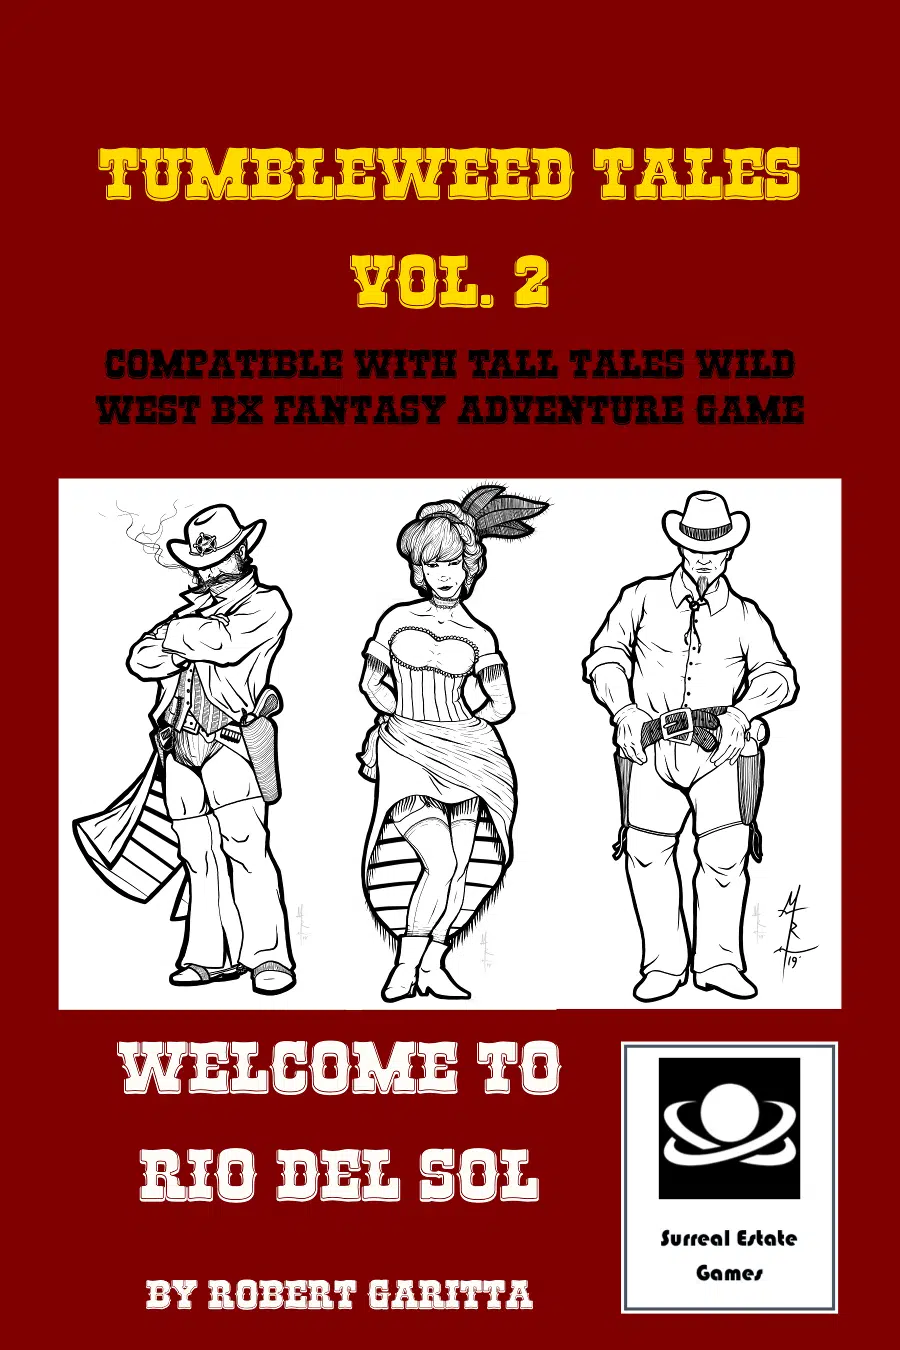 TUMBLEWEED TALES
VOL. 2
COMPATIBLE WITH TALL TALES WILD
WEST BX FANTASY ADVENTURE GAME
19
WELCOME TO
RIO DEL SOL
BY ROBERT GARITTA
Surreal Estate
Games